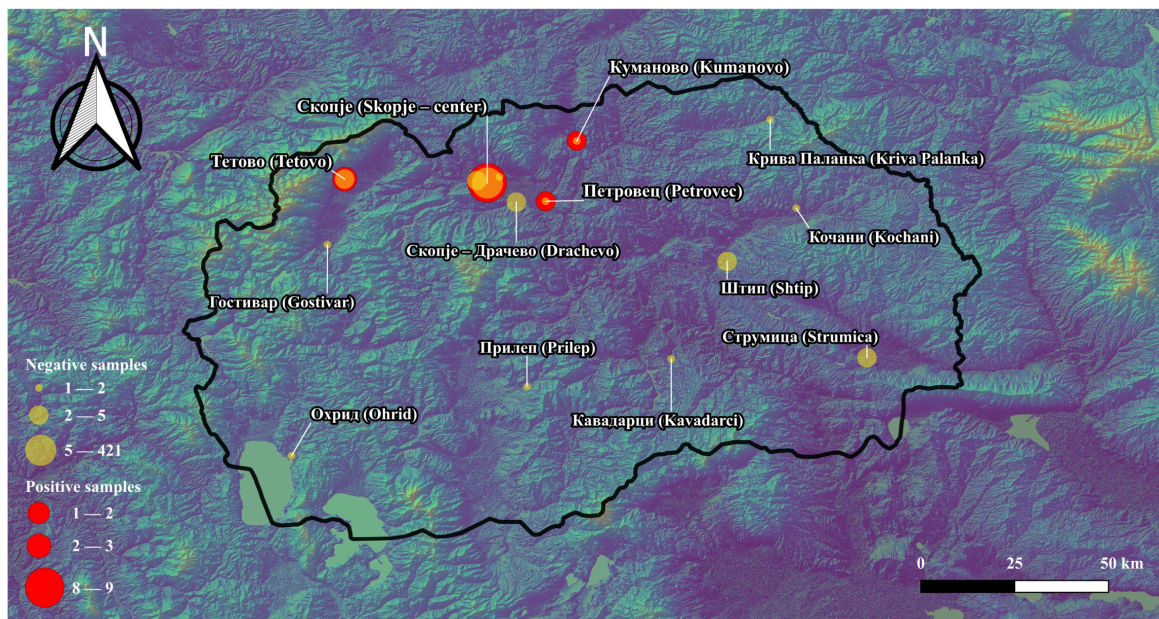 N
Куманово (Kumanovo)
Скопје (Skopje – center)
Тетово (Tetovo)
Крива Паланка (Kriva Palanka)
Петровец (Petrovec)
Кочани (Kochani)
Скопје – Драчево (Drachevo)
Штип (Shtip)
Гостивар (Gostivar)
Струмица (Strumica)
Прилеп (Prilep)
Кавадарци (Kavadarci)
Охрид (Ohrid)
Negative samples
1 — 2
2 — 5
5 — 421
Positive samples
1 — 2
2 — 3
8 — 9
0 25 50 km